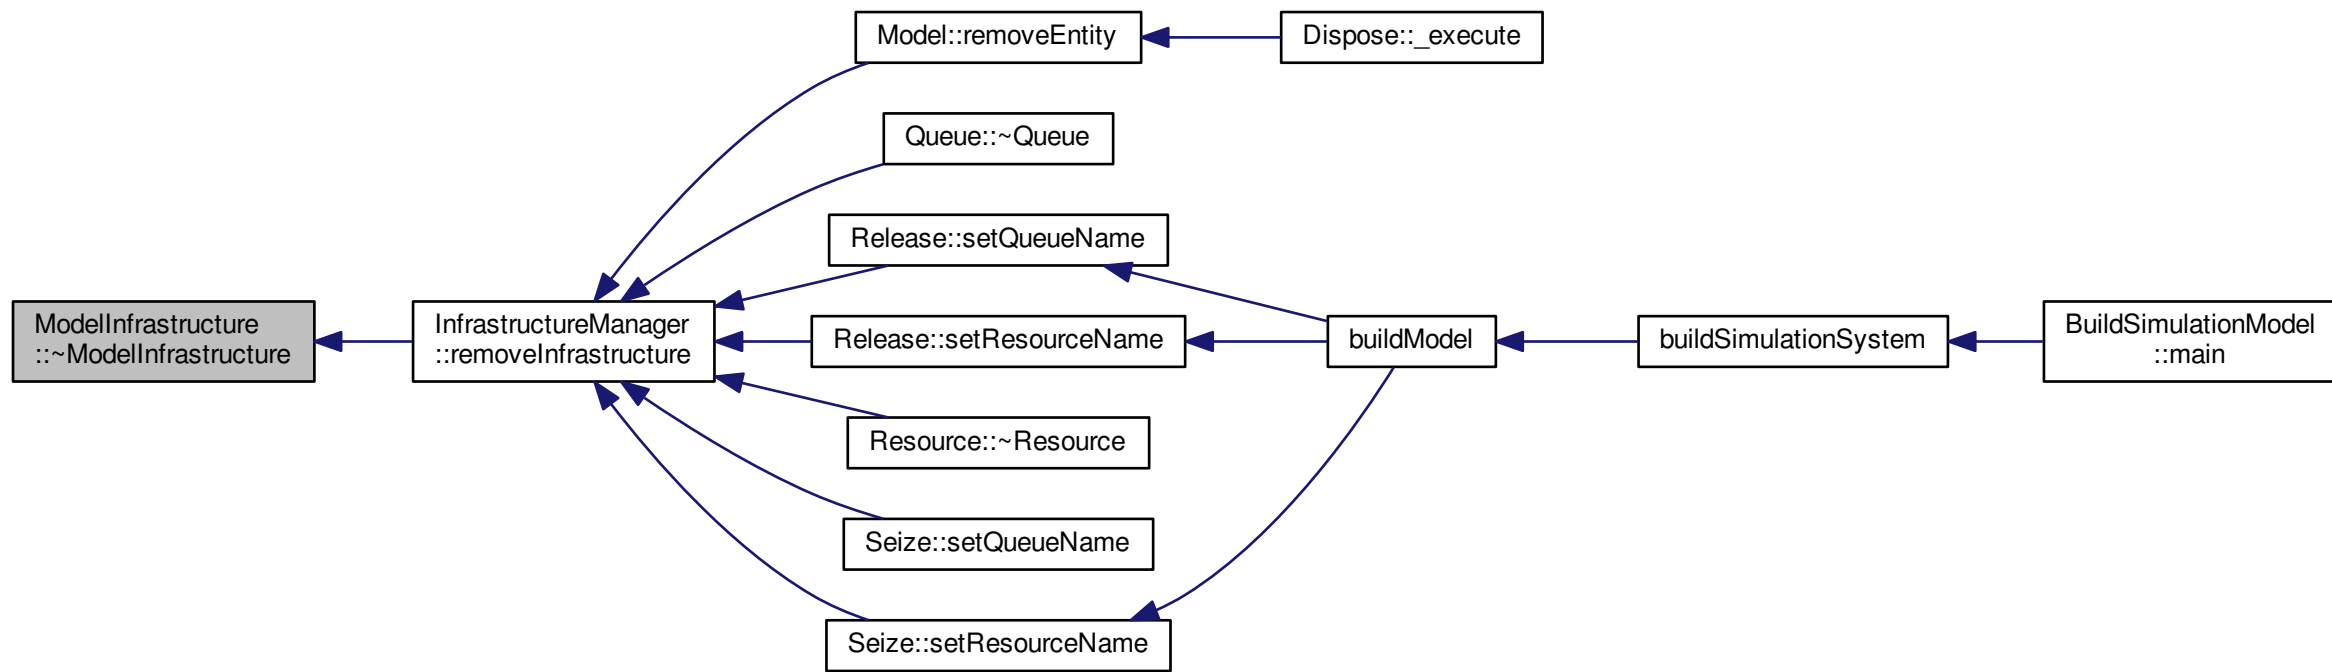 Model::removeEntity
Dispose::_execute
Queue::~Queue
Release::setQueueName
ModelInfrastructure
::~ModelInfrastructure
InfrastructureManager
::removeInfrastructure
Release::setResourceName
buildModel
buildSimulationSystem
BuildSimulationModel
::main
Resource::~Resource
Seize::setQueueName
Seize::setResourceName